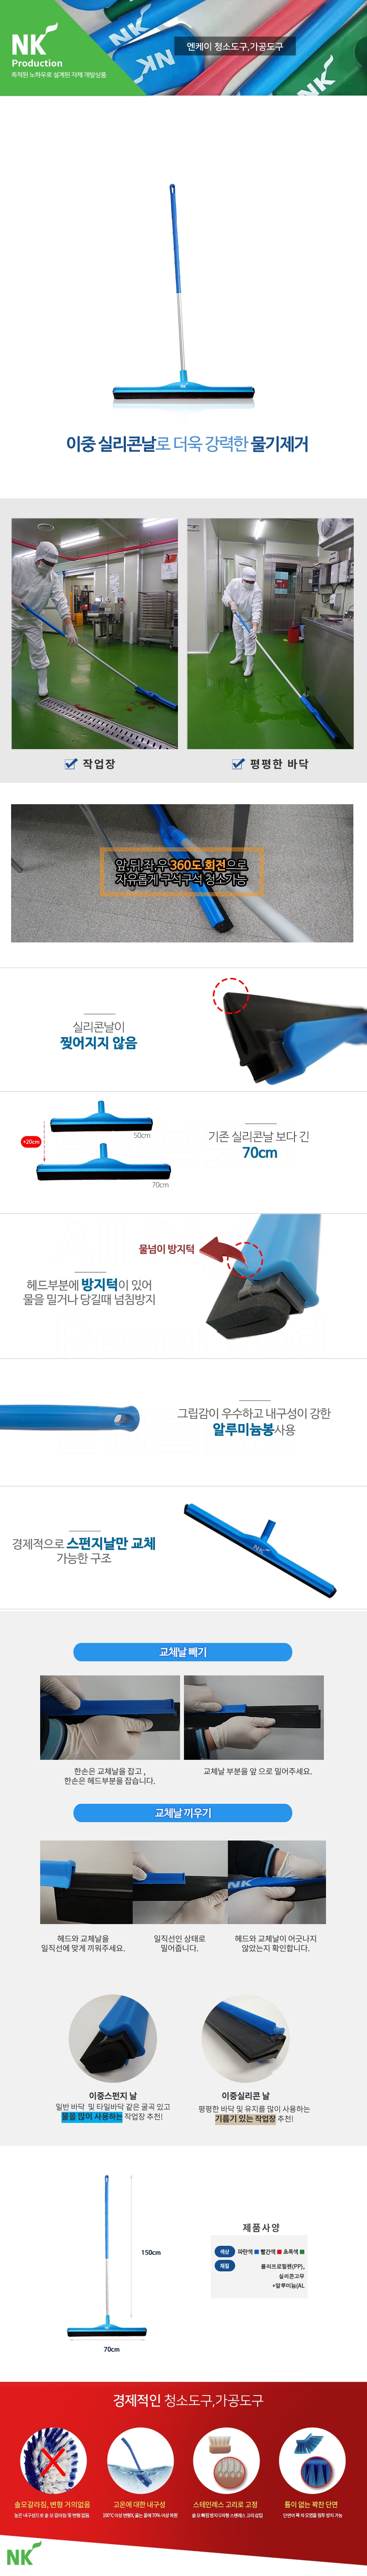 NK
Production
축적된 노하우로 설계된 자체 개발상품
엔케이 청소도구,가공도구
NK
NK
NK
이중 실리콘날로 더욱 강력한 물기제거
작업장
평평한 바닥
앞,뒤,좌,우 360도 회전으로
자유롭게 구석구석 청소가능
실리콘날이
찢어지지 않음
+20cm
50cm
70cm
기존 실리콘날 보다 긴
70cm
물넘이 방지턱
헤드부분에 방지턱이 있어
물을 밀거나 당길때 넘침방지
그립감이 우수하고 내구성이 강한
알루미늄봉사용
경제적으로 스펀지날만 교체
가능한 구조
NK
교체날 빼기
한손은 교체날을 잡고 ,
한손은 헤드부분을 잡습니다.
교체날 부분을 앞 으로 밀어주세요.
교체날 끼우기
NK
헤드와 교체날을
일직선에 맞게 끼워주세요.
일직선인 상태로
밀어줍니다.
헤드와 교체날이 어긋나지
않았는지 확인합니다.
이중스펀지 날
일반 바닥 및 타일바닥 같은 굴곡 있고
물을 많이 사용하는 작업장 추천!
이중실리콘 날
평평한 바닥 및 유지를 많이 사용하는
기름기 있는 작업장 추천!
150cm
70cm
제품사양
색상 파란색 빨간색 초록색
재질 폴리프로필렌(PP),
실리콘고무
+알루미늄(AL
경제적인 청소도구,가공도구
솔모갈라짐, 변형 거의없음
높은 내구성으로 솔 모 갈라짐 및 변형 없음
고온에 대한 내구성
100℃ 이상 변형X, 끓는 물에 70% 이상 복원
스테인레스 고리로 고정
솔 모 빠짐 방지 U자형 스텐레스 고리 삽입
틈이 없는 꽉찬 단면
단면이 꽉 차 오염물 침투 방지 가능
NK